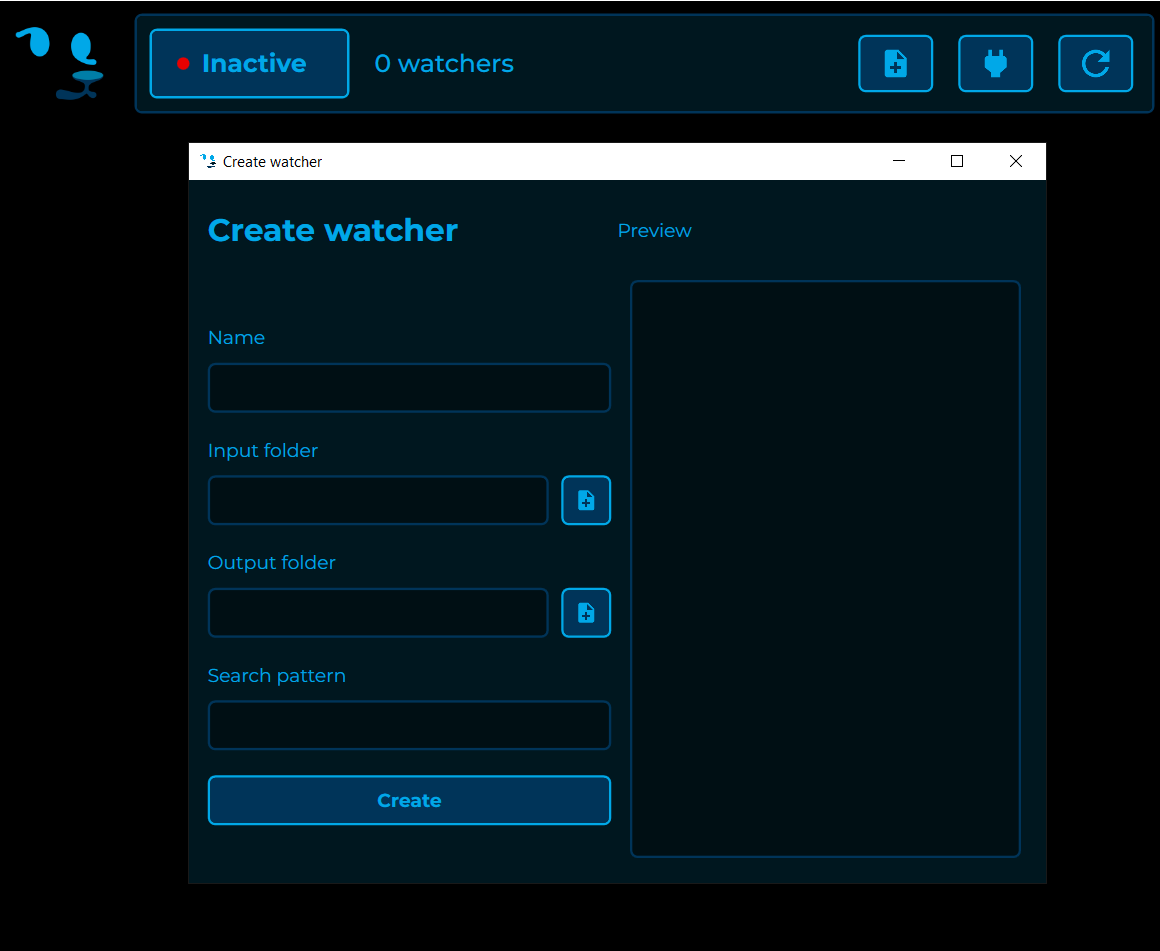 Inactive
0 watchers
Create watcher
Create watcher
Preview
Name
Input folder
Output folder
Search pattern
Create